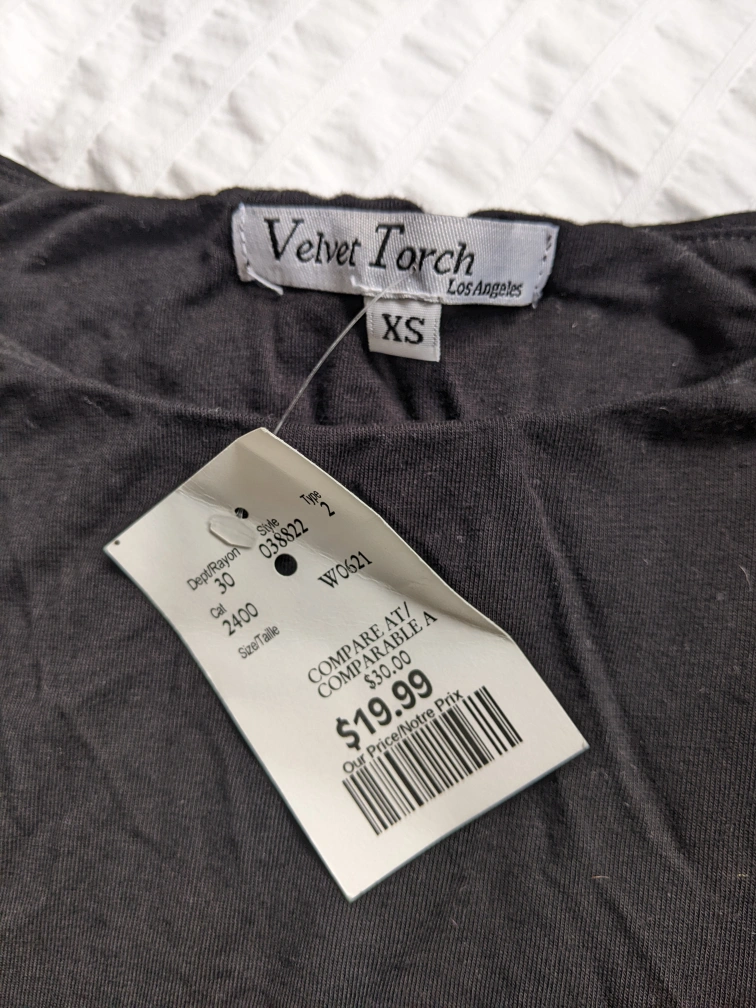 Velvet Torch
Los Angeles
XS
Dept/Rayon Style Type
30 038822 2
Cal W0621
2400
Size/Taille
COMPARE AT/
COMPARABLE A
$30.00
$19.99
Our Price/Notre Prix